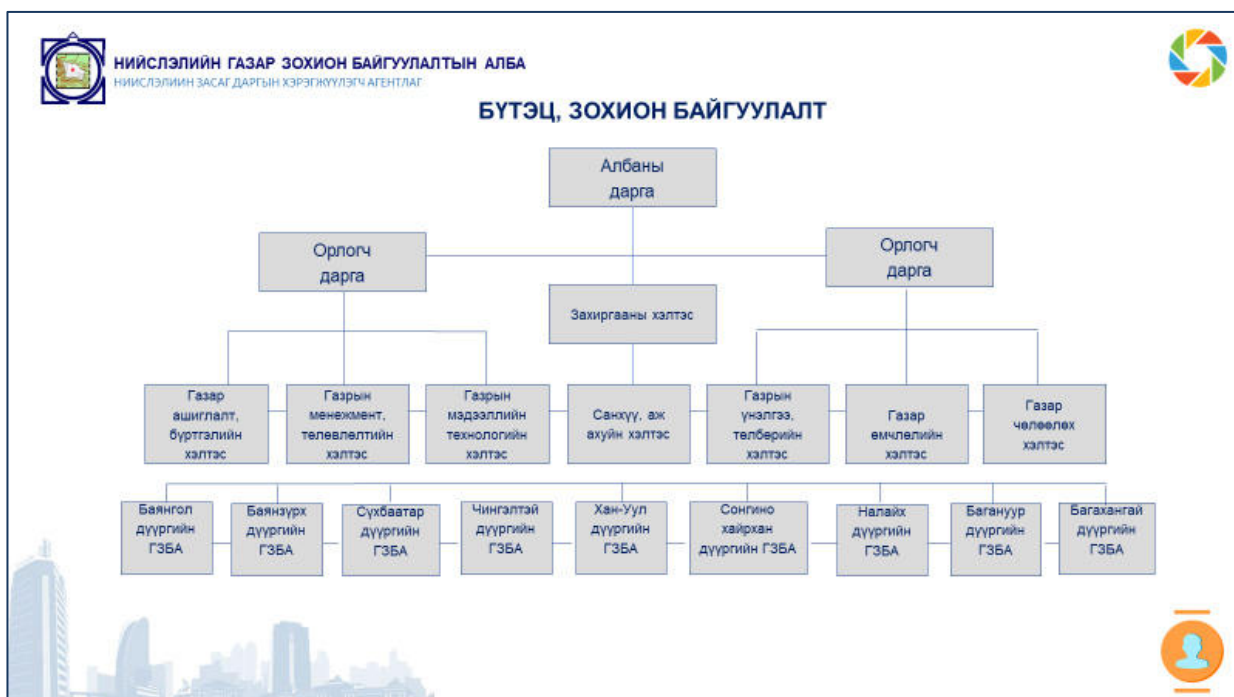 НИЙСЛЭЛИЙН ГАЗАР ЗОХИОН БАЙГУУЛАЛТЫН АЛБА
НИЙСЛЭЛИЙН ЗАСАГ ДАРГЫН ХЭРЭГЖҮҮЛЭГЧ АГЕНТЛАГ
БҮТЭЦ, ЗОХИОН БАЙГУУЛАЛТ
Албаны
дарга
Орлогч
дарга
Орлогч
дарга
Захиргааны хэлтэс
Газар
ашиглалт,
бүртгэлийн
хэлтэс
Газрын
менежмент,
төлөвлөлтийн
хэлтэс
Газрын
мэдээллийн
технологийн
хэлтэс
Санхүү, аж
ахуйн хэлтэс
Газрын
үнэлгээ,
төлбөрийн
хэлтэс
Газар
өмчлөлийн
хэлтэс
Газар
чөлөөлөх
хэлтэс
Баянгол
дүүргийн
ГЗБА
Баянзүрх
дүүргийн
ГЗБА
Сүхбаатар
дүүргийн
ГЗБА
Чингэлтэй
дүүргийн
ГЗБА
Хан-Уул
дүүргийн
ГЗБА
Сонгино
хайрхан
дүүргийн ГЗБА
Налайх
дүүргийн
ГЗБА
Багануур
дүүргийн
ГЗБА
Багахангай
дүүргийн
ГЗБА